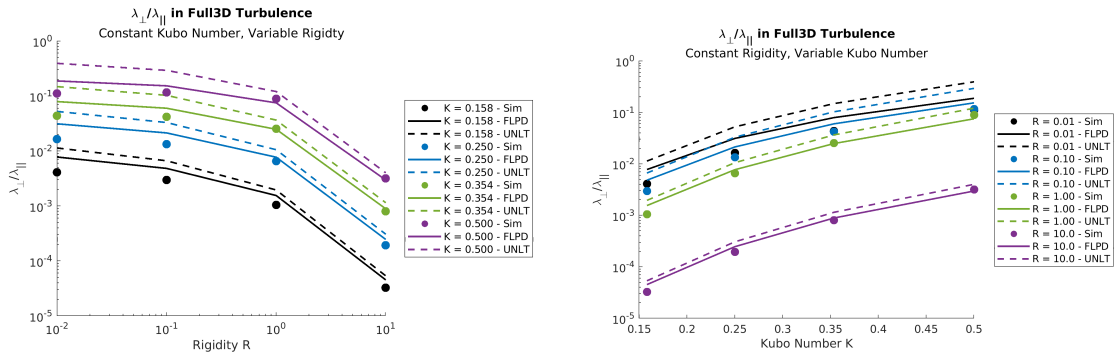 λ⊥/λ|| in Full3D Turbulence
Constant Kubo Number, Variable Rigidty
10^0
10^-1
10^-2
10^-3
10^-4
10^-5
λ⊥/λ||
10^-2
10^-1
10^0
10^1
Rigidity R
K = 0.158 - Sim
K = 0.158 - FLPD
K = 0.158 - UNLT
K = 0.250 - Sim
K = 0.250 - FLPD
K = 0.250 - UNLT
K = 0.354 - Sim
K = 0.354 - FLPD
K = 0.354 - UNLT
K = 0.500 - Sim
K = 0.500 - FLPD
K = 0.500 - UNLT
λ⊥/λ|| in Full3D Turbulence
Constant Rigidity, Variable Kubo Number
10^0
10^-1
10^-2
10^-3
10^-4
10^-5
λ⊥/λ||
0.15
0.2
0.25
0.3
0.35
0.4
0.45
0.5
Kubo Number K
R = 0.01 - Sim
R = 0.01 - FLPD
R = 0.01 - UNLT
R = 0.10 - Sim
R = 0.10 - FLPD
R = 0.10 - UNLT
R = 1.00 - Sim
R = 1.00 - FLPD
R = 1.00 - UNLT
R = 10.0 - Sim
R = 10.0 - FLPD
R = 10.0 - UNLT